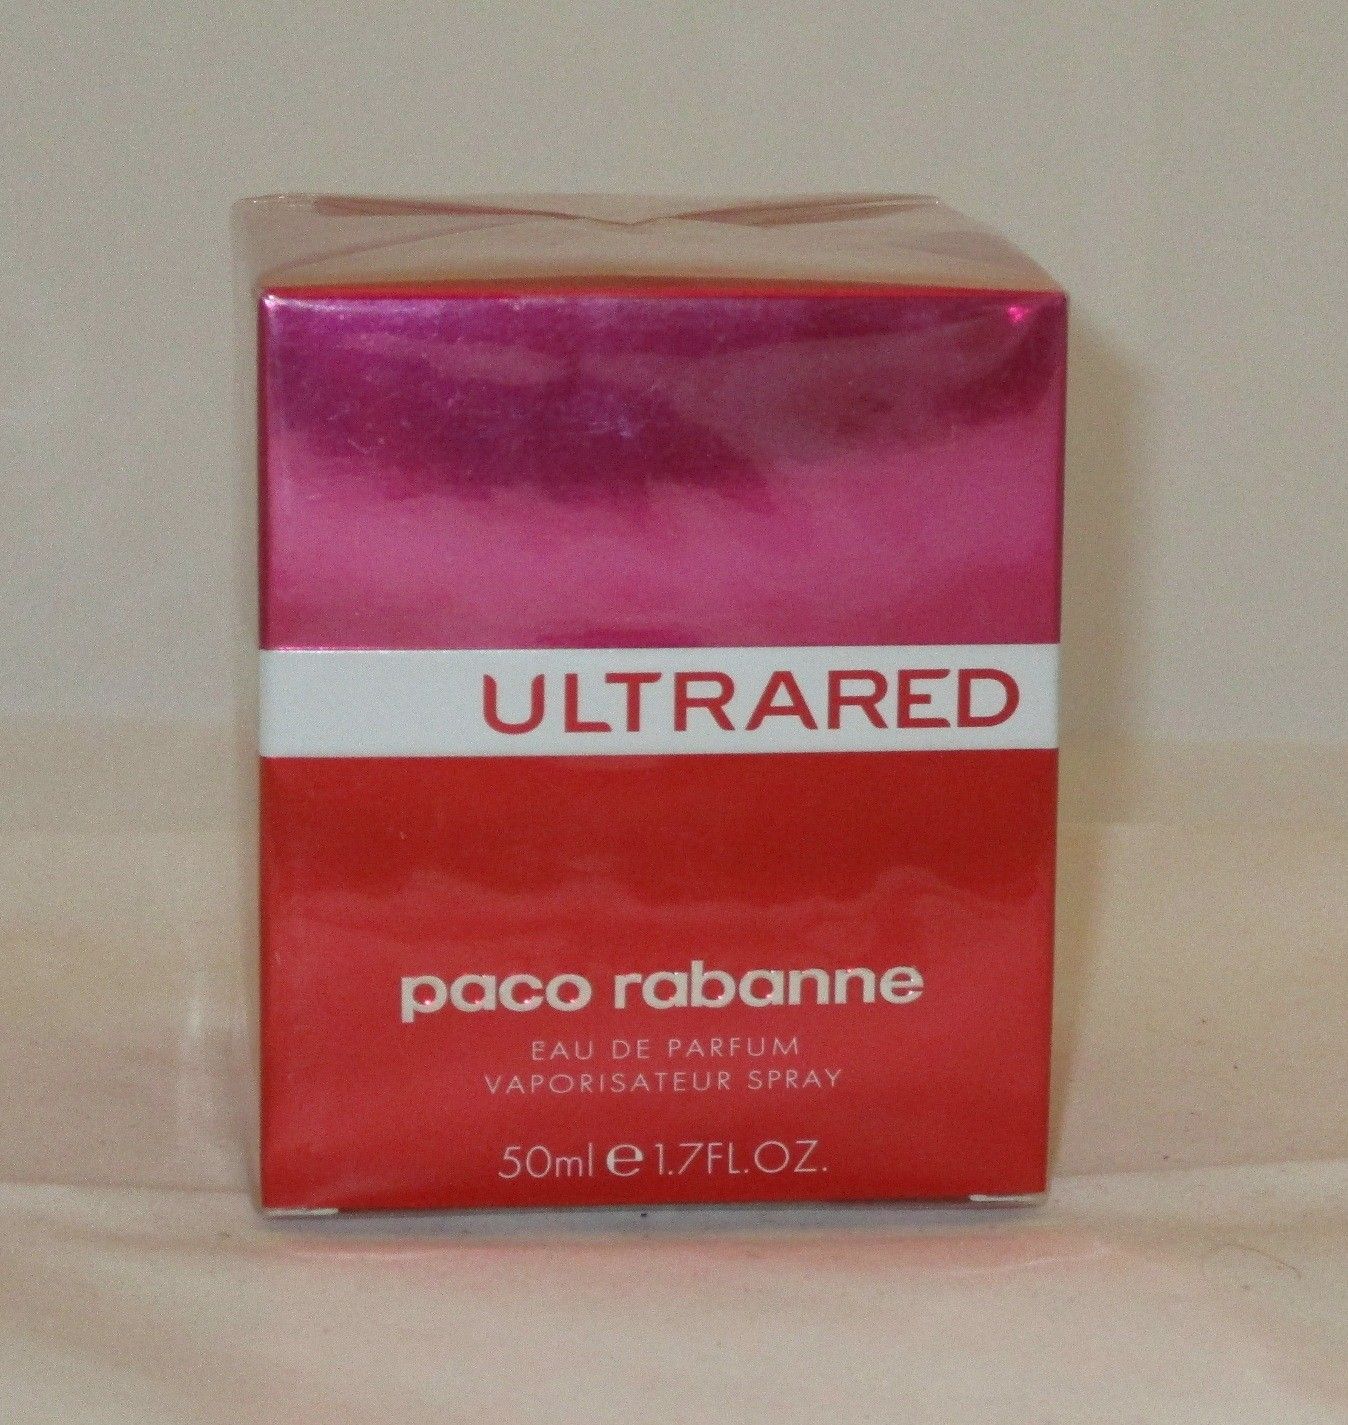 ULTRARED
paco rabanne
EAU DE PARFUM
VAPORISATEUR SPRAY
50ml ℮ 1.7FL.OZ.